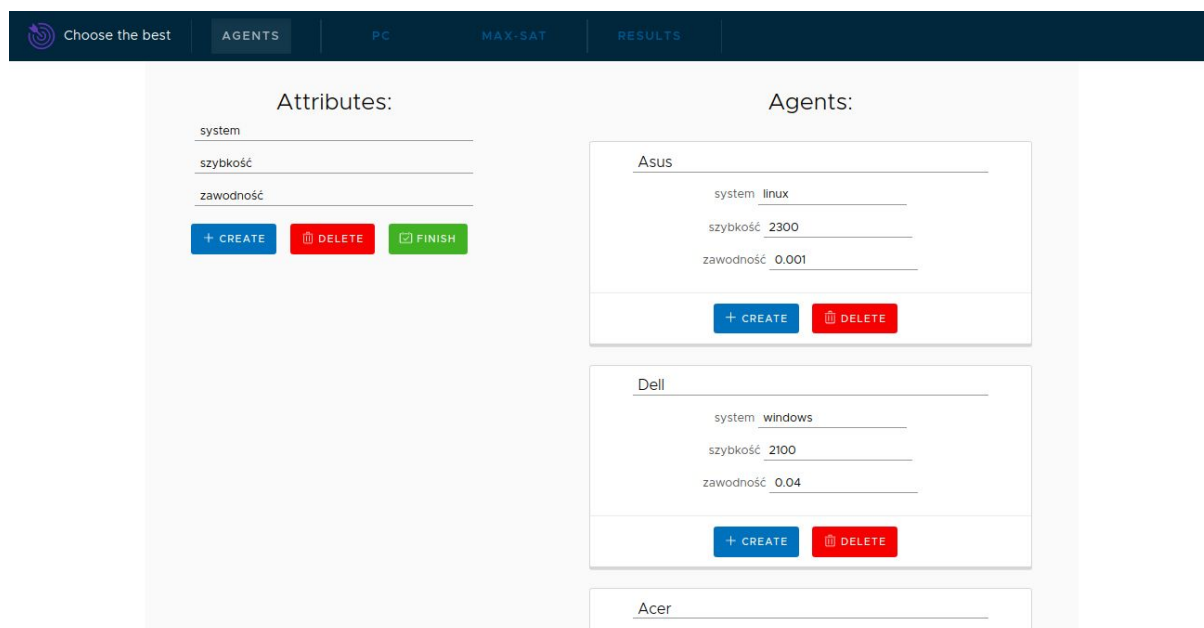 Choose the best AGENTS PC MAX-SAT RESULTS
Attributes:
system
szybkość
zawodność
+ CREATE DELETE FINISH
Agents:
Asus
system linux
szybkość 2300
zawodność 0.001
+ CREATE DELETE
Dell
system windows
szybkość 2100
zawodność 0.04
+ CREATE DELETE
Acer